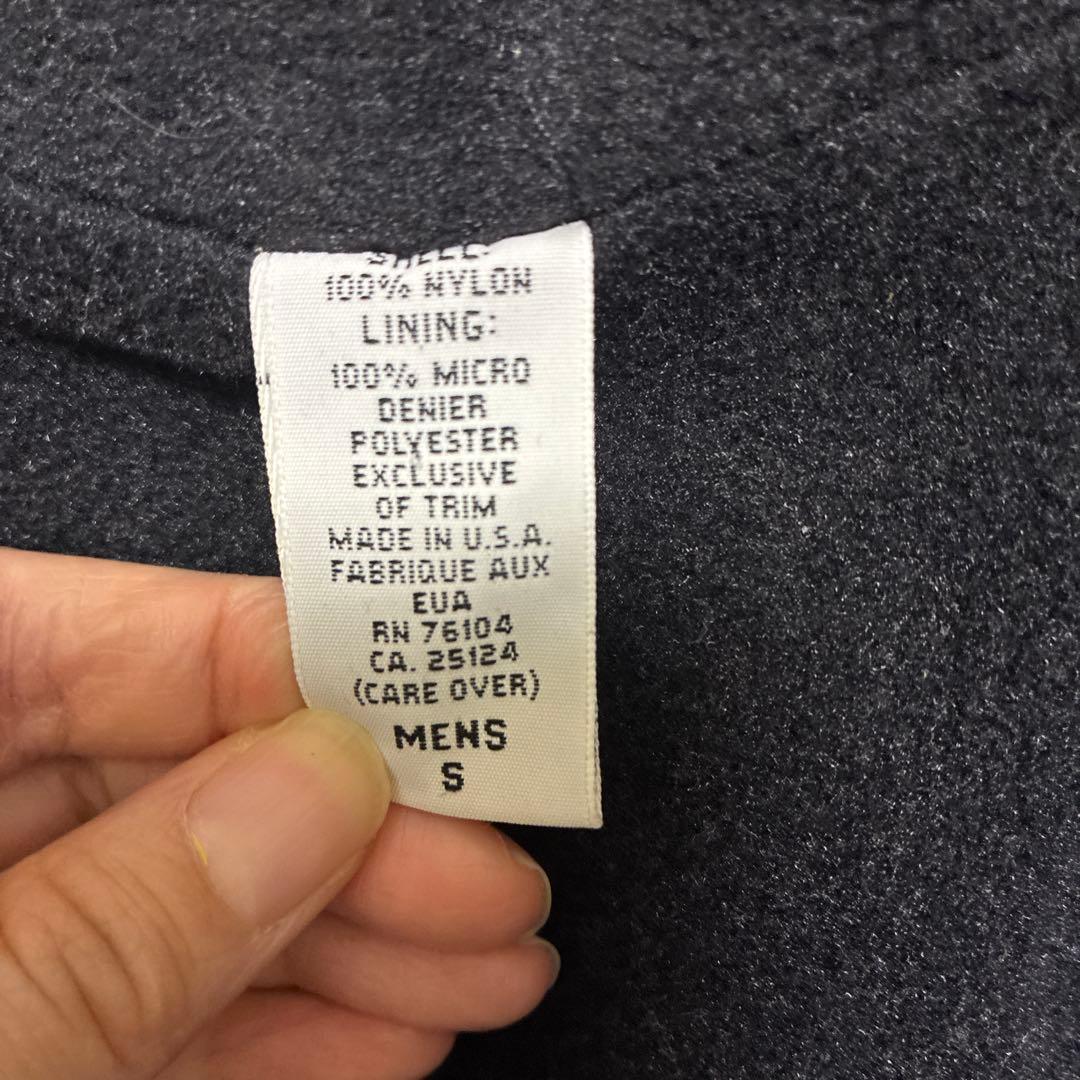 SHELL:
100% NYLON
LINING:
100% MICRO
DENIER
POLYESTER
EXCLUSIVE
OF TRIM
MADE IN U.S.A.
FABRIQUE AUX
EUA
RN 76104
CA. 25124
(CARE OVER)
MENS
S